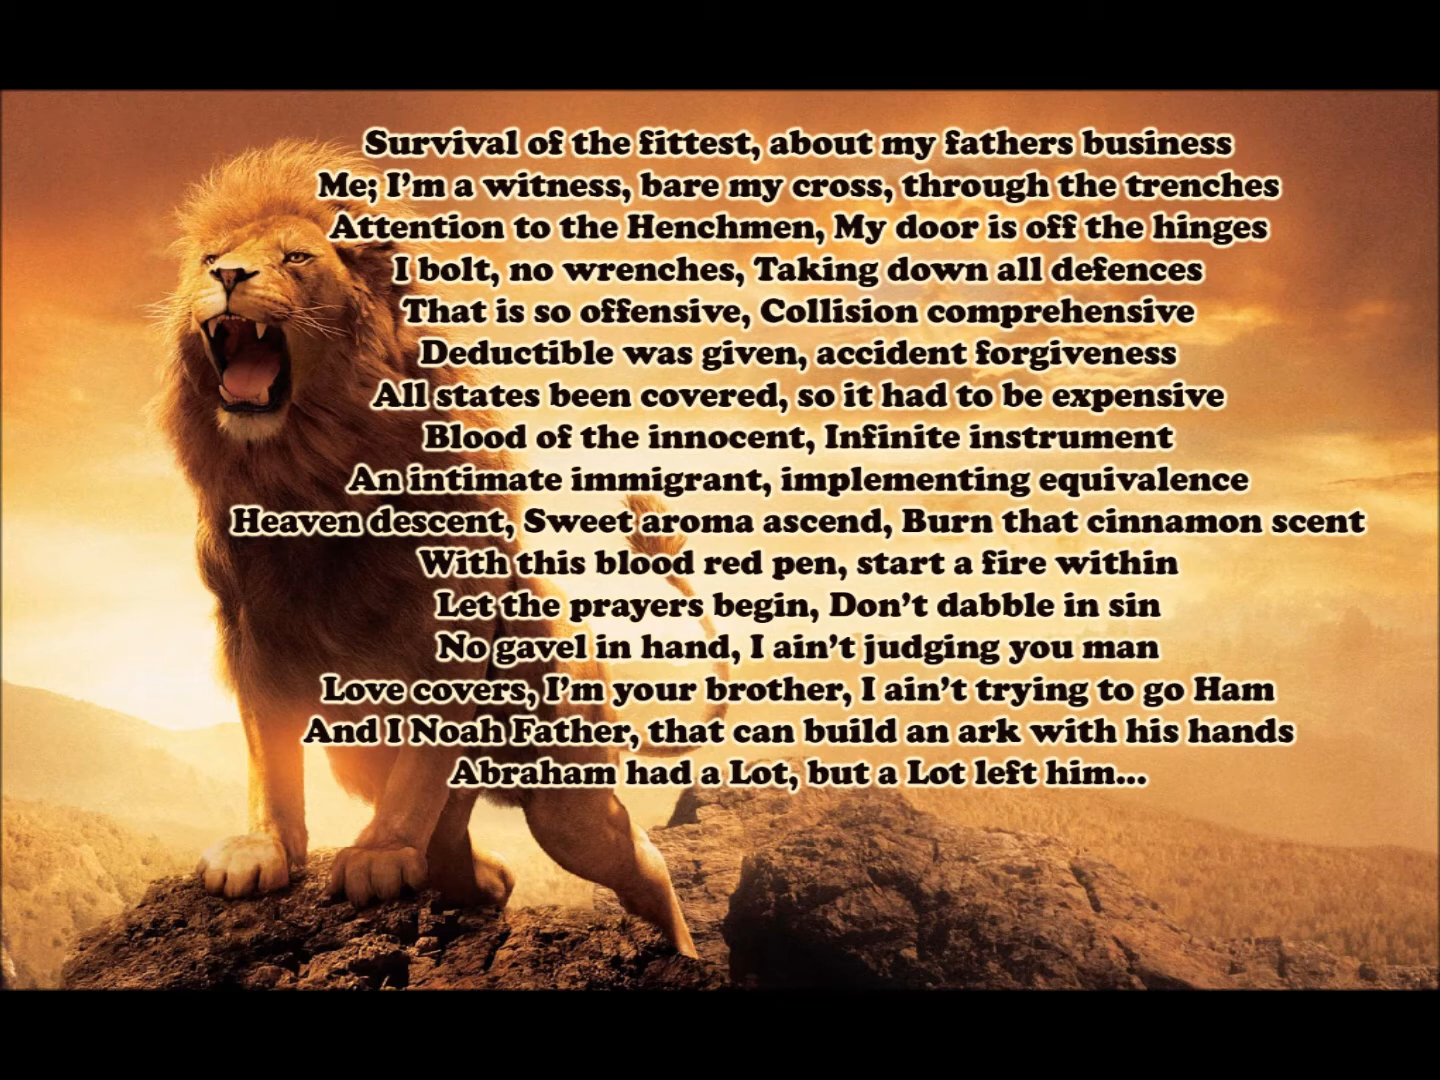 Survival of the fittest, about my fathers business
Me; I'm a witness, bare my cross, through the trenches
Attention to the Henchmen, My door is off the hinges
I bolt, no wrenches, Taking down all defences
That is so offensive, Collision comprehensive
Deductible was given, accident forgiveness
All states been covered, so it had to be expensive
Blood of the innocent, Infinite instrument
An intimate immigrant, implementing equivalence
Heaven descent, Sweet aroma ascend, Burn that cinnamon scent
With this blood red pen, start a fire within
Let the prayers begin, Don't dabble in sin
No gavel in hand, I ain't judging you man
Love covers, I'm your brother, I ain't trying to go Ham
And I Noah Father, that can build an ark with his hands
Abraham had a Lot, but a Lot left him...